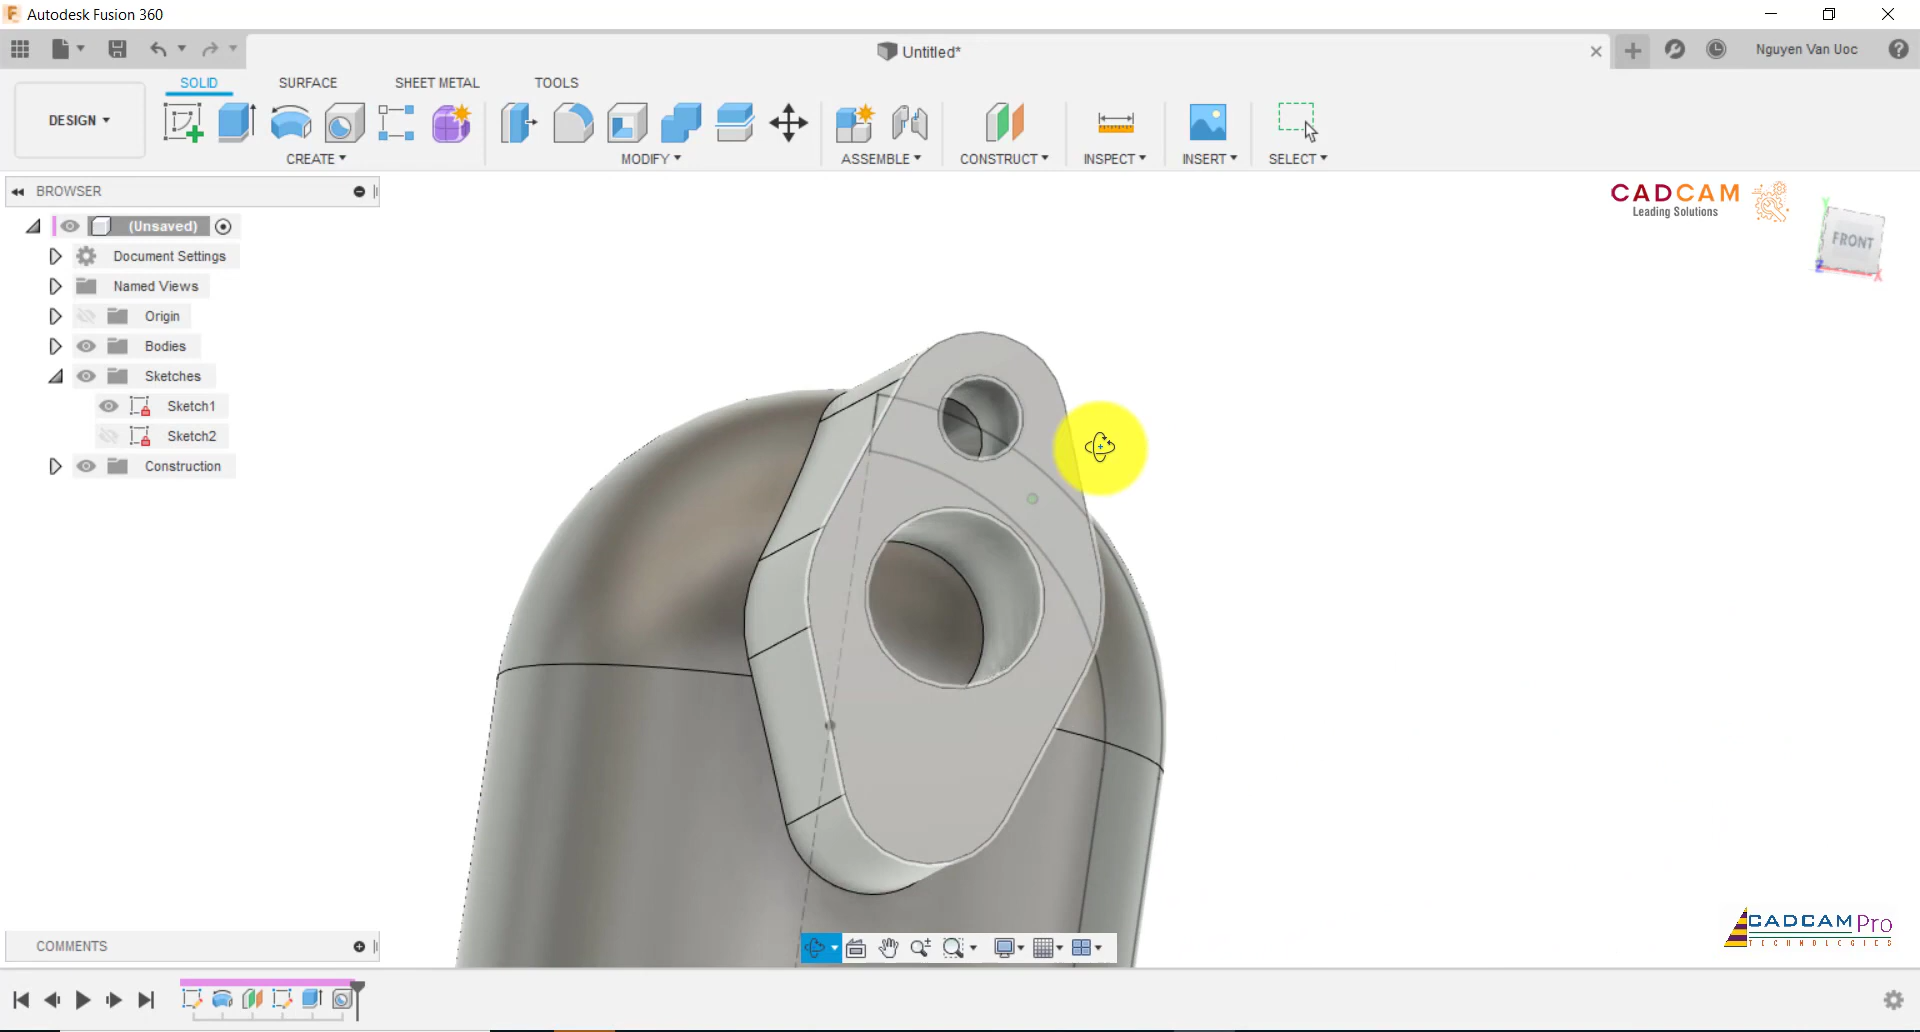 Autodesk Fusion 360
Untitled*
Nguyen Van Uoc
DESIGN
SOLID
SURFACE
SHEET METAL
TOOLS
CREATE
MODIFY
ASSEMBLE
CONSTRUCT
INSPECT
INSERT
SELECT
BROWSER
(Unsaved)
Document Settings
Named Views
Origin
Bodies
Sketches
Sketch1
Sketch2
Construction
CADCAM
Leading Solutions
Y
FRONT
Z
X
CADCAM Pro
TECHNOLOGIES
COMMENTS